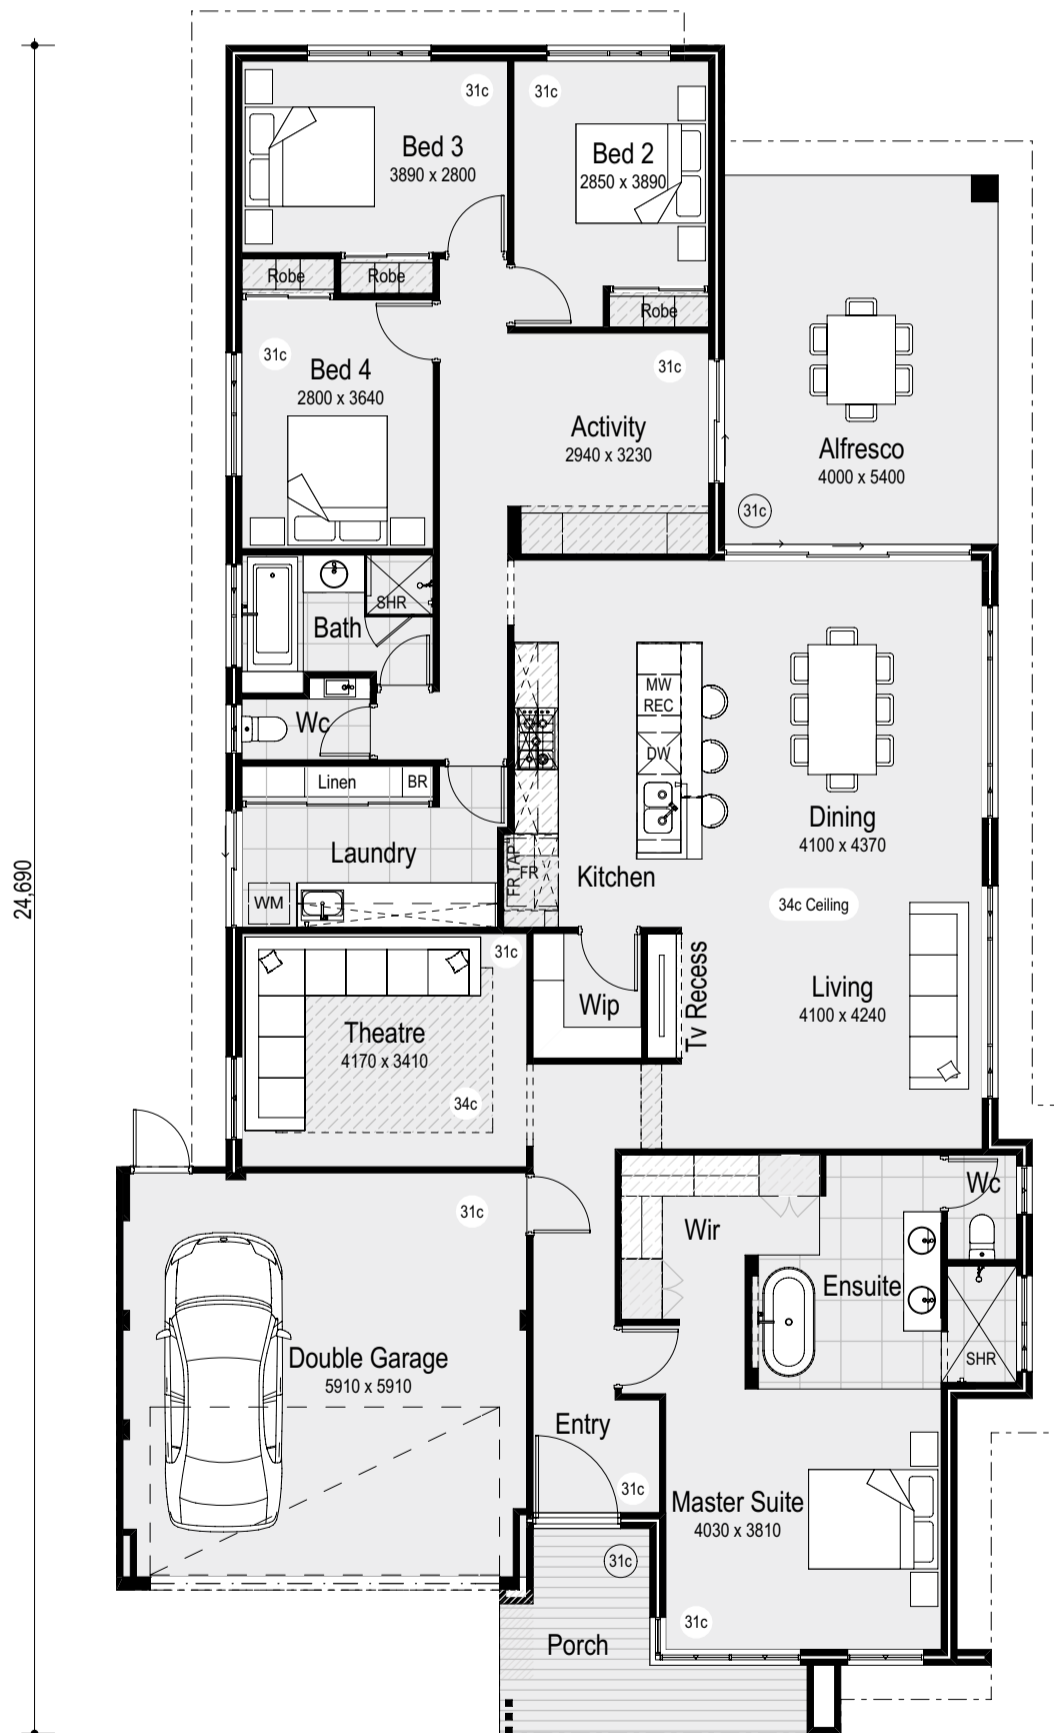 31c
31c
Bed 3
3890 x 2800
Bed 2
2850 x 3890
Robe
Robe
Robe
31c
Bed 4
2800 x 3640
31c
Activity
2940 x 3230
Alfresco
4000 x 5400
31c
SHR
Bath
MW
REC
DW
Wc
Linen
BR
Dining
4100 x 4370
Laundry
FR TAP
FR
Kitchen
WM
24,690
34c Ceiling
31c
Living
4100 x 4240
Wip
Tv Recess
Theatre
4170 x 3410
34c
Wc
31c
Wir
Ensuite
SHR
Double Garage
5910 x 5910
Entry
31c
Master Suite
4030 x 3810
31c
31c
Porch